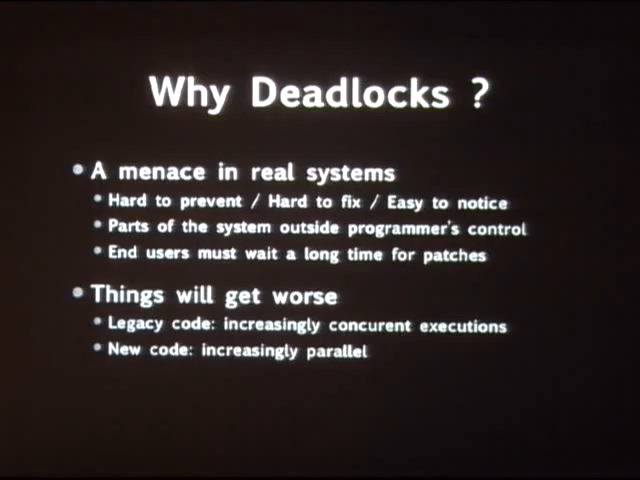 Why Deadlocks ?
A menace in real systems
Hard to prevent / Hard to fix / Easy to notice
Parts of the system outside programmer's control
End users must wait a long time for patches
Things will get worse
Legacy code: increasingly concurent executions
New code: increasingly parallel